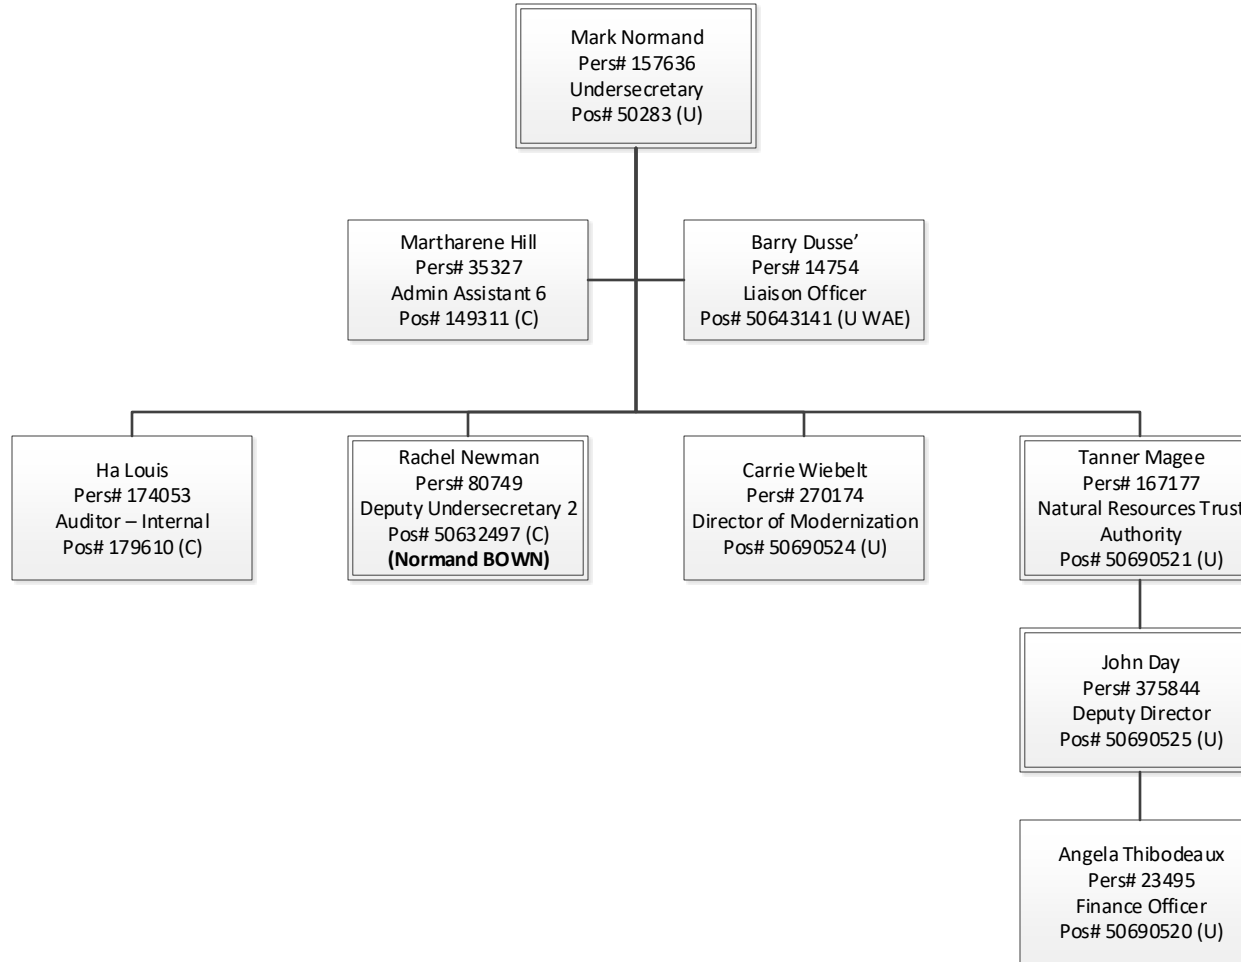 Mark Normand
Pers# 157636
Undersecretary
Pos# 50283 (U)
Martharene Hill
Pers# 35327
Admin Assistant 6
Pos# 149311 (C)
Barry Dusse’
Pers# 14754
Liaison Officer
Pos# 50643141 (U WAE)
Ha Louis
Pers# 174053
Auditor – Internal
Pos# 179610 (C)
Rachel Newman
Pers# 80749
Deputy Undersecretary 2
Pos# 50632497 (C)
(Normand BOWN)
Carrie Wiebelt
Pers# 270174
Director of Modernization
Pos# 50690524 (U)
Tanner Magee
Pers# 167177
Natural Resources Trust
Authority
Pos# 50690521 (U)
John Day
Pers# 375844
Deputy Director
Pos# 50690525 (U)
Angela Thibodeaux
Pers# 23495
Finance Officer
Pos# 50690520 (U)